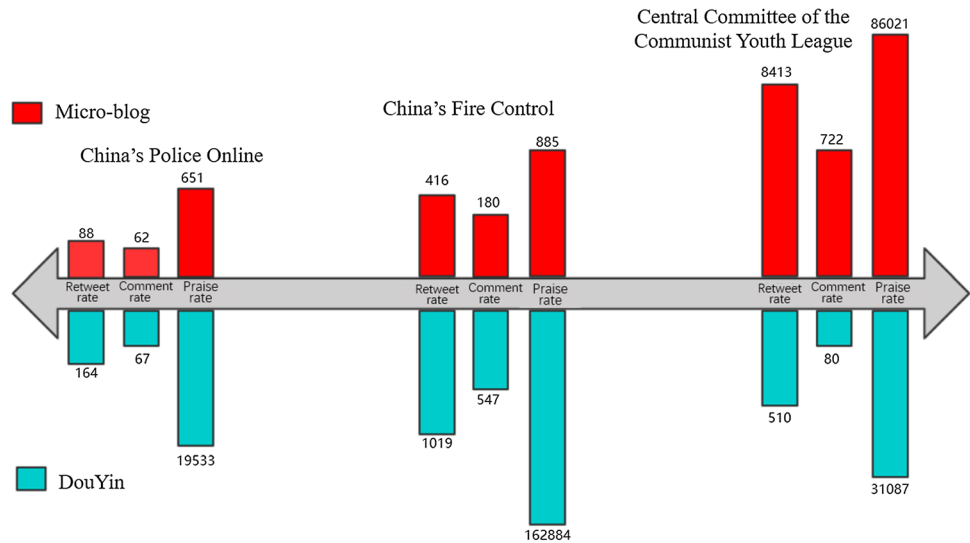 Central Committee of the
Communist Youth League
86021
8413
722
Micro-blog
China's Fire Control
885
416
180
China's Police Online
651
88
62
Retweet rate
Comment rate
Praise rate
Retweet rate
Comment rate
Praise rate
Retweet rate
Comment rate
Praise rate
164
67
19533
1019
547
162884
510
80
31087
DouYin